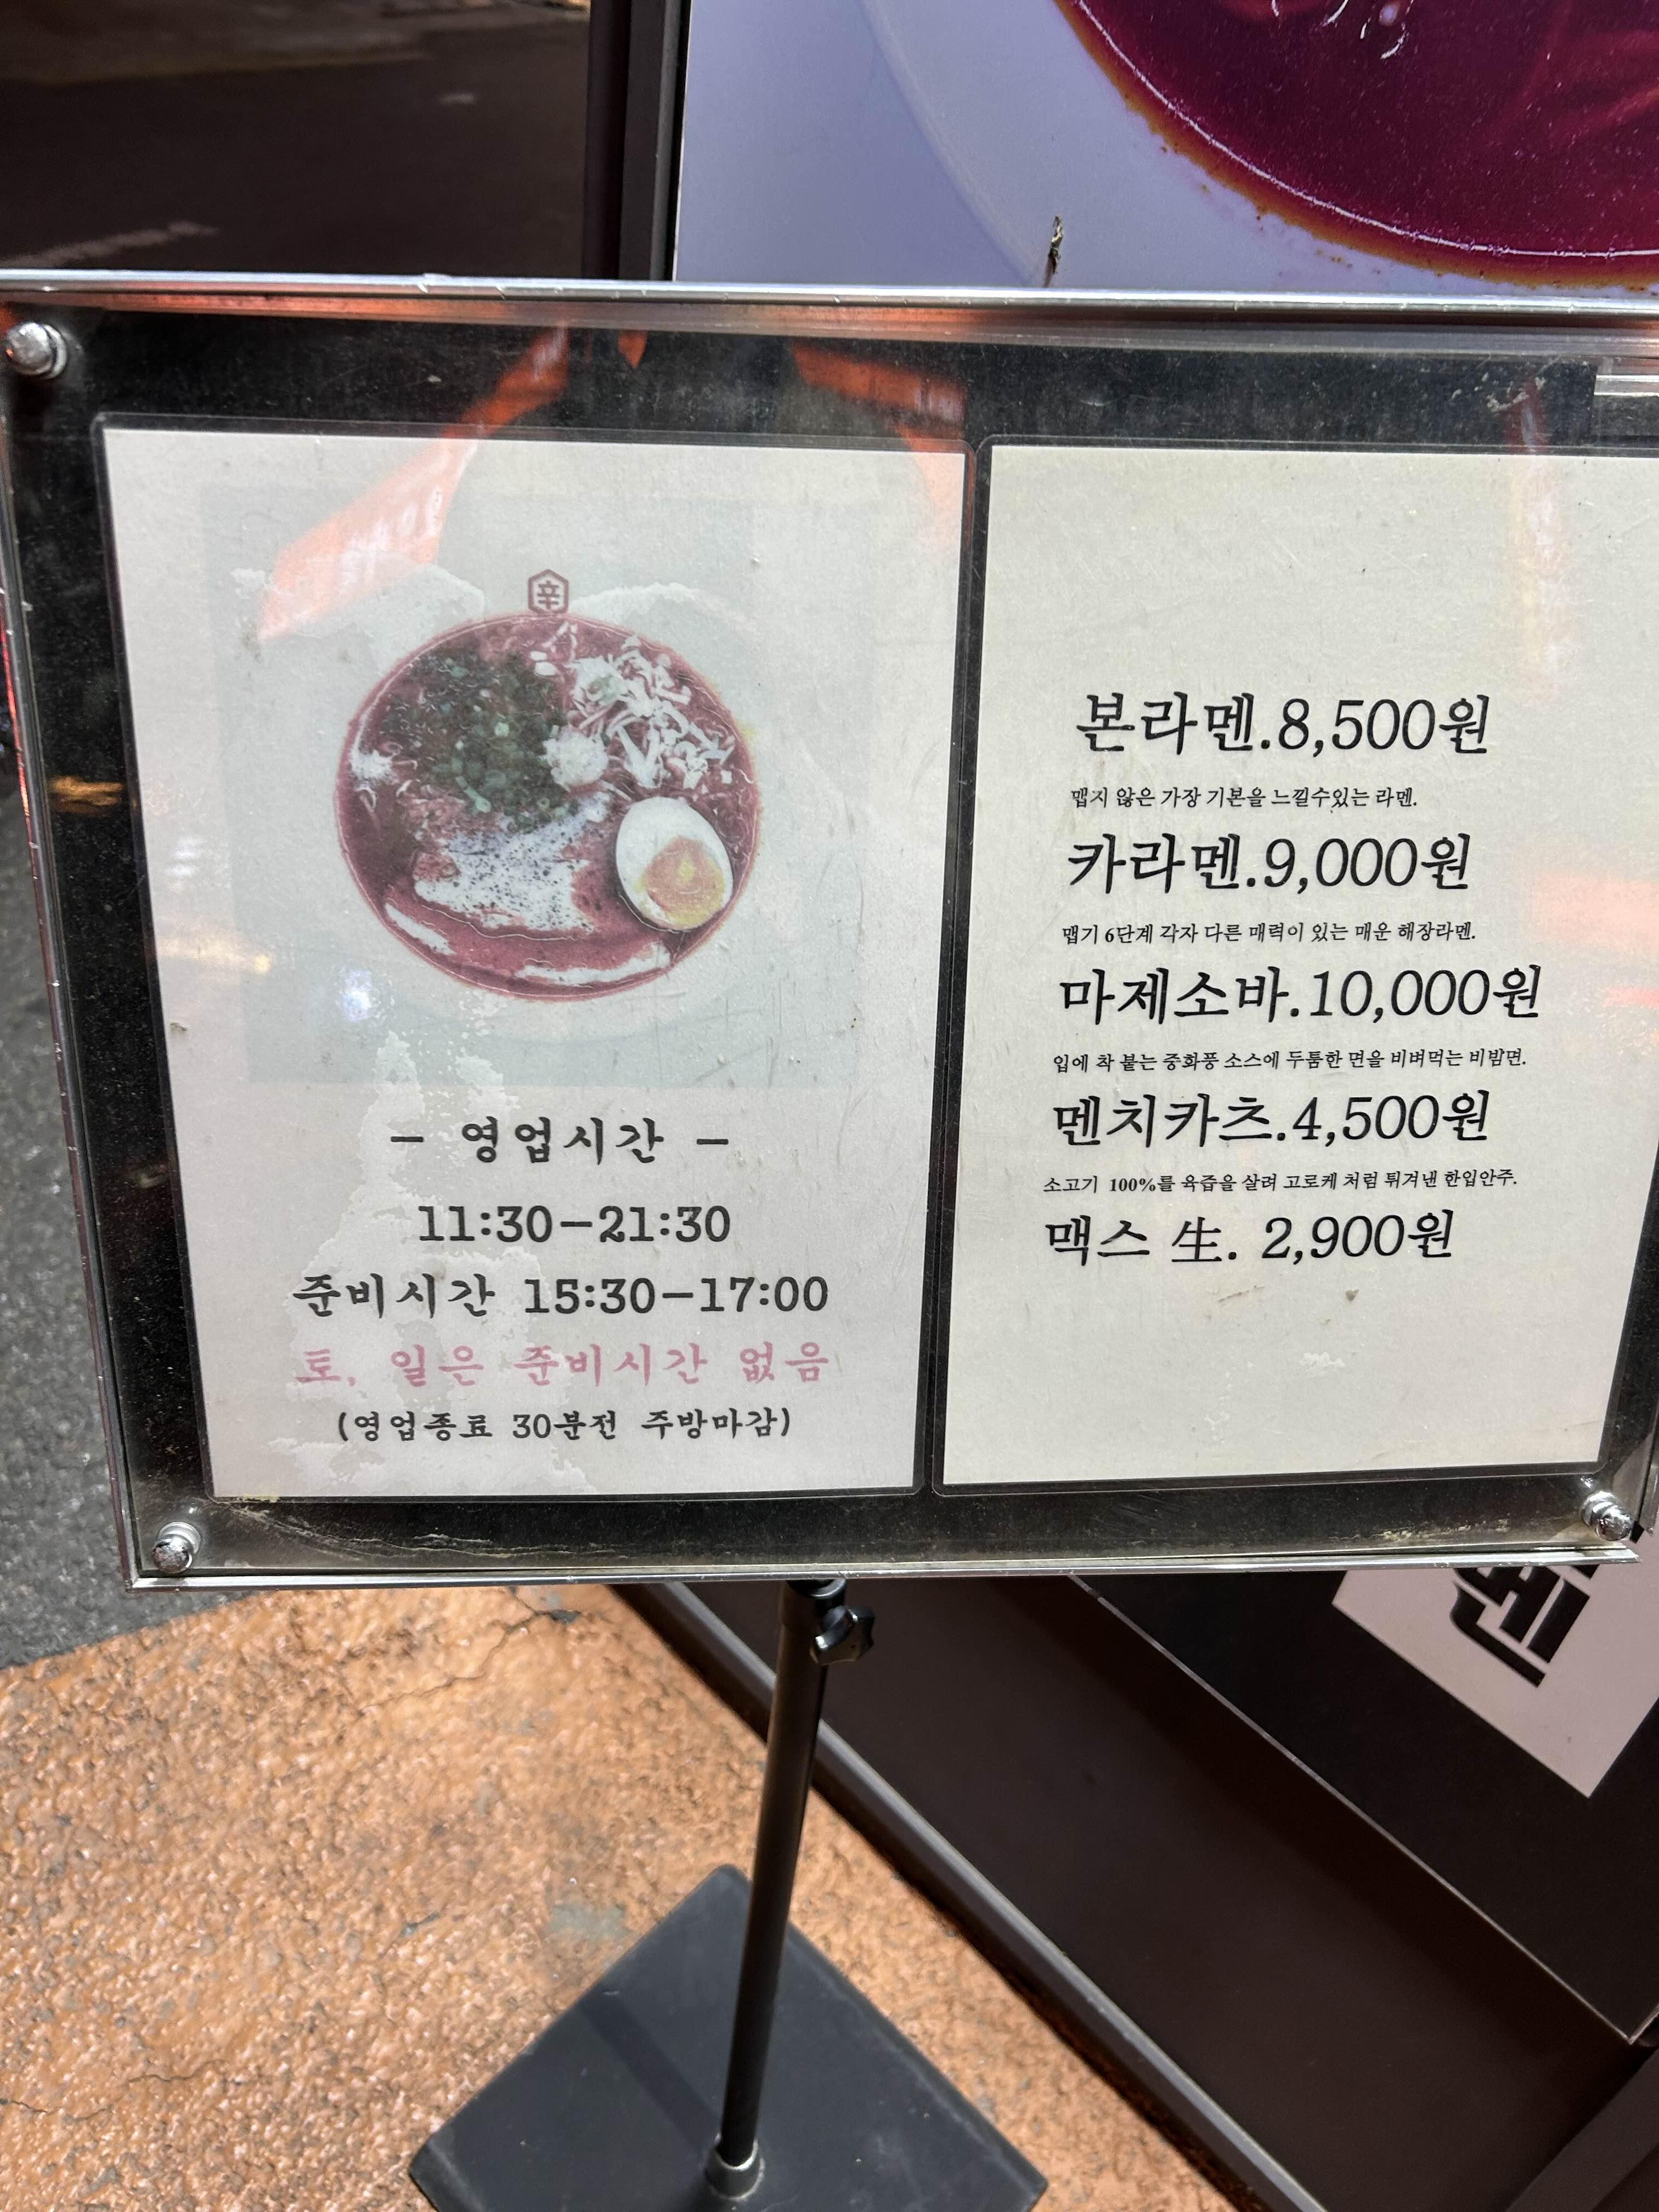 辛
- 영업시간 -
11:30-21:30
준비시간 15:30-17:00
토, 일은 준비시간 없음
(영업종료 30분전 주방마감)
본라멘.8,500원
맵지 않은 가장 기본을 느낄수있는 라멘.
카라멘.9,000원
맵기 6단계 각자 다른 매력이 있는 매운 해장라멘.
마제소바.10,000원
입에 착 붙는 중화풍 소스에 두툼한 면을 비벼먹는 비빔면.
멘치카츠.4,500원
소고기 100%를 육즙을 살려 고로케 처럼 튀겨낸 한입안주.
맥스 生. 2,900원
멘